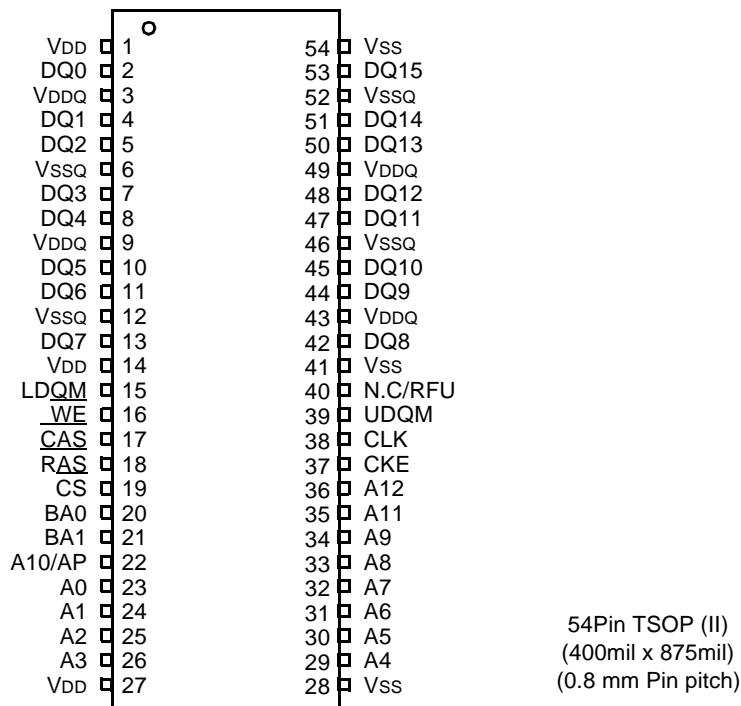 VDD 1 54 VSS
DQ0 2 53 DQ15
VDDQ 3 52 VSSQ
DQ1 4 51 DQ14
DQ2 5 50 DQ13
VSSQ 6 49 VDDQ
DQ3 7 48 DQ12
DQ4 8 47 DQ11
VDDQ 9 46 VSSQ
DQ5 10 45 DQ10
DQ6 11 44 DQ9
VSSQ 12 43 VDDQ
DQ7 13 42 DQ8
VDD 14 41 VSS
LDQM 15 40 N.C/RFU
WE 16 39 UDQM
CAS 17 38 CLK
RAS 18 37 CKE
CS 19 36 A12
BA0 20 35 A11
BA1 21 34 A9
A10/AP 22 33 A8
A0 23 32 A7
A1 24 31 A6
A2 25 30 A5
A3 26 29 A4
VDD 27 28 VSS
54Pin TSOP (II)
(400mil x 875mil)
(0.8 mm Pin pitch)